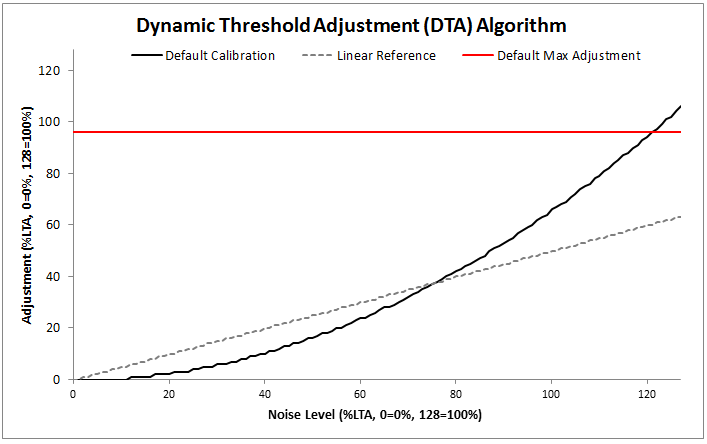 Dynamic Threshold Adjustment (DTA) Algorithm
Default Calibration Linear Reference Default Max Adjustment
Adjustment (%LTA, 0=0%, 128=100%)
120
100
80
60
40
20
0
0 20 40 60 80 100 120
Noise Level (%LTA, 0=0%, 128=100%)